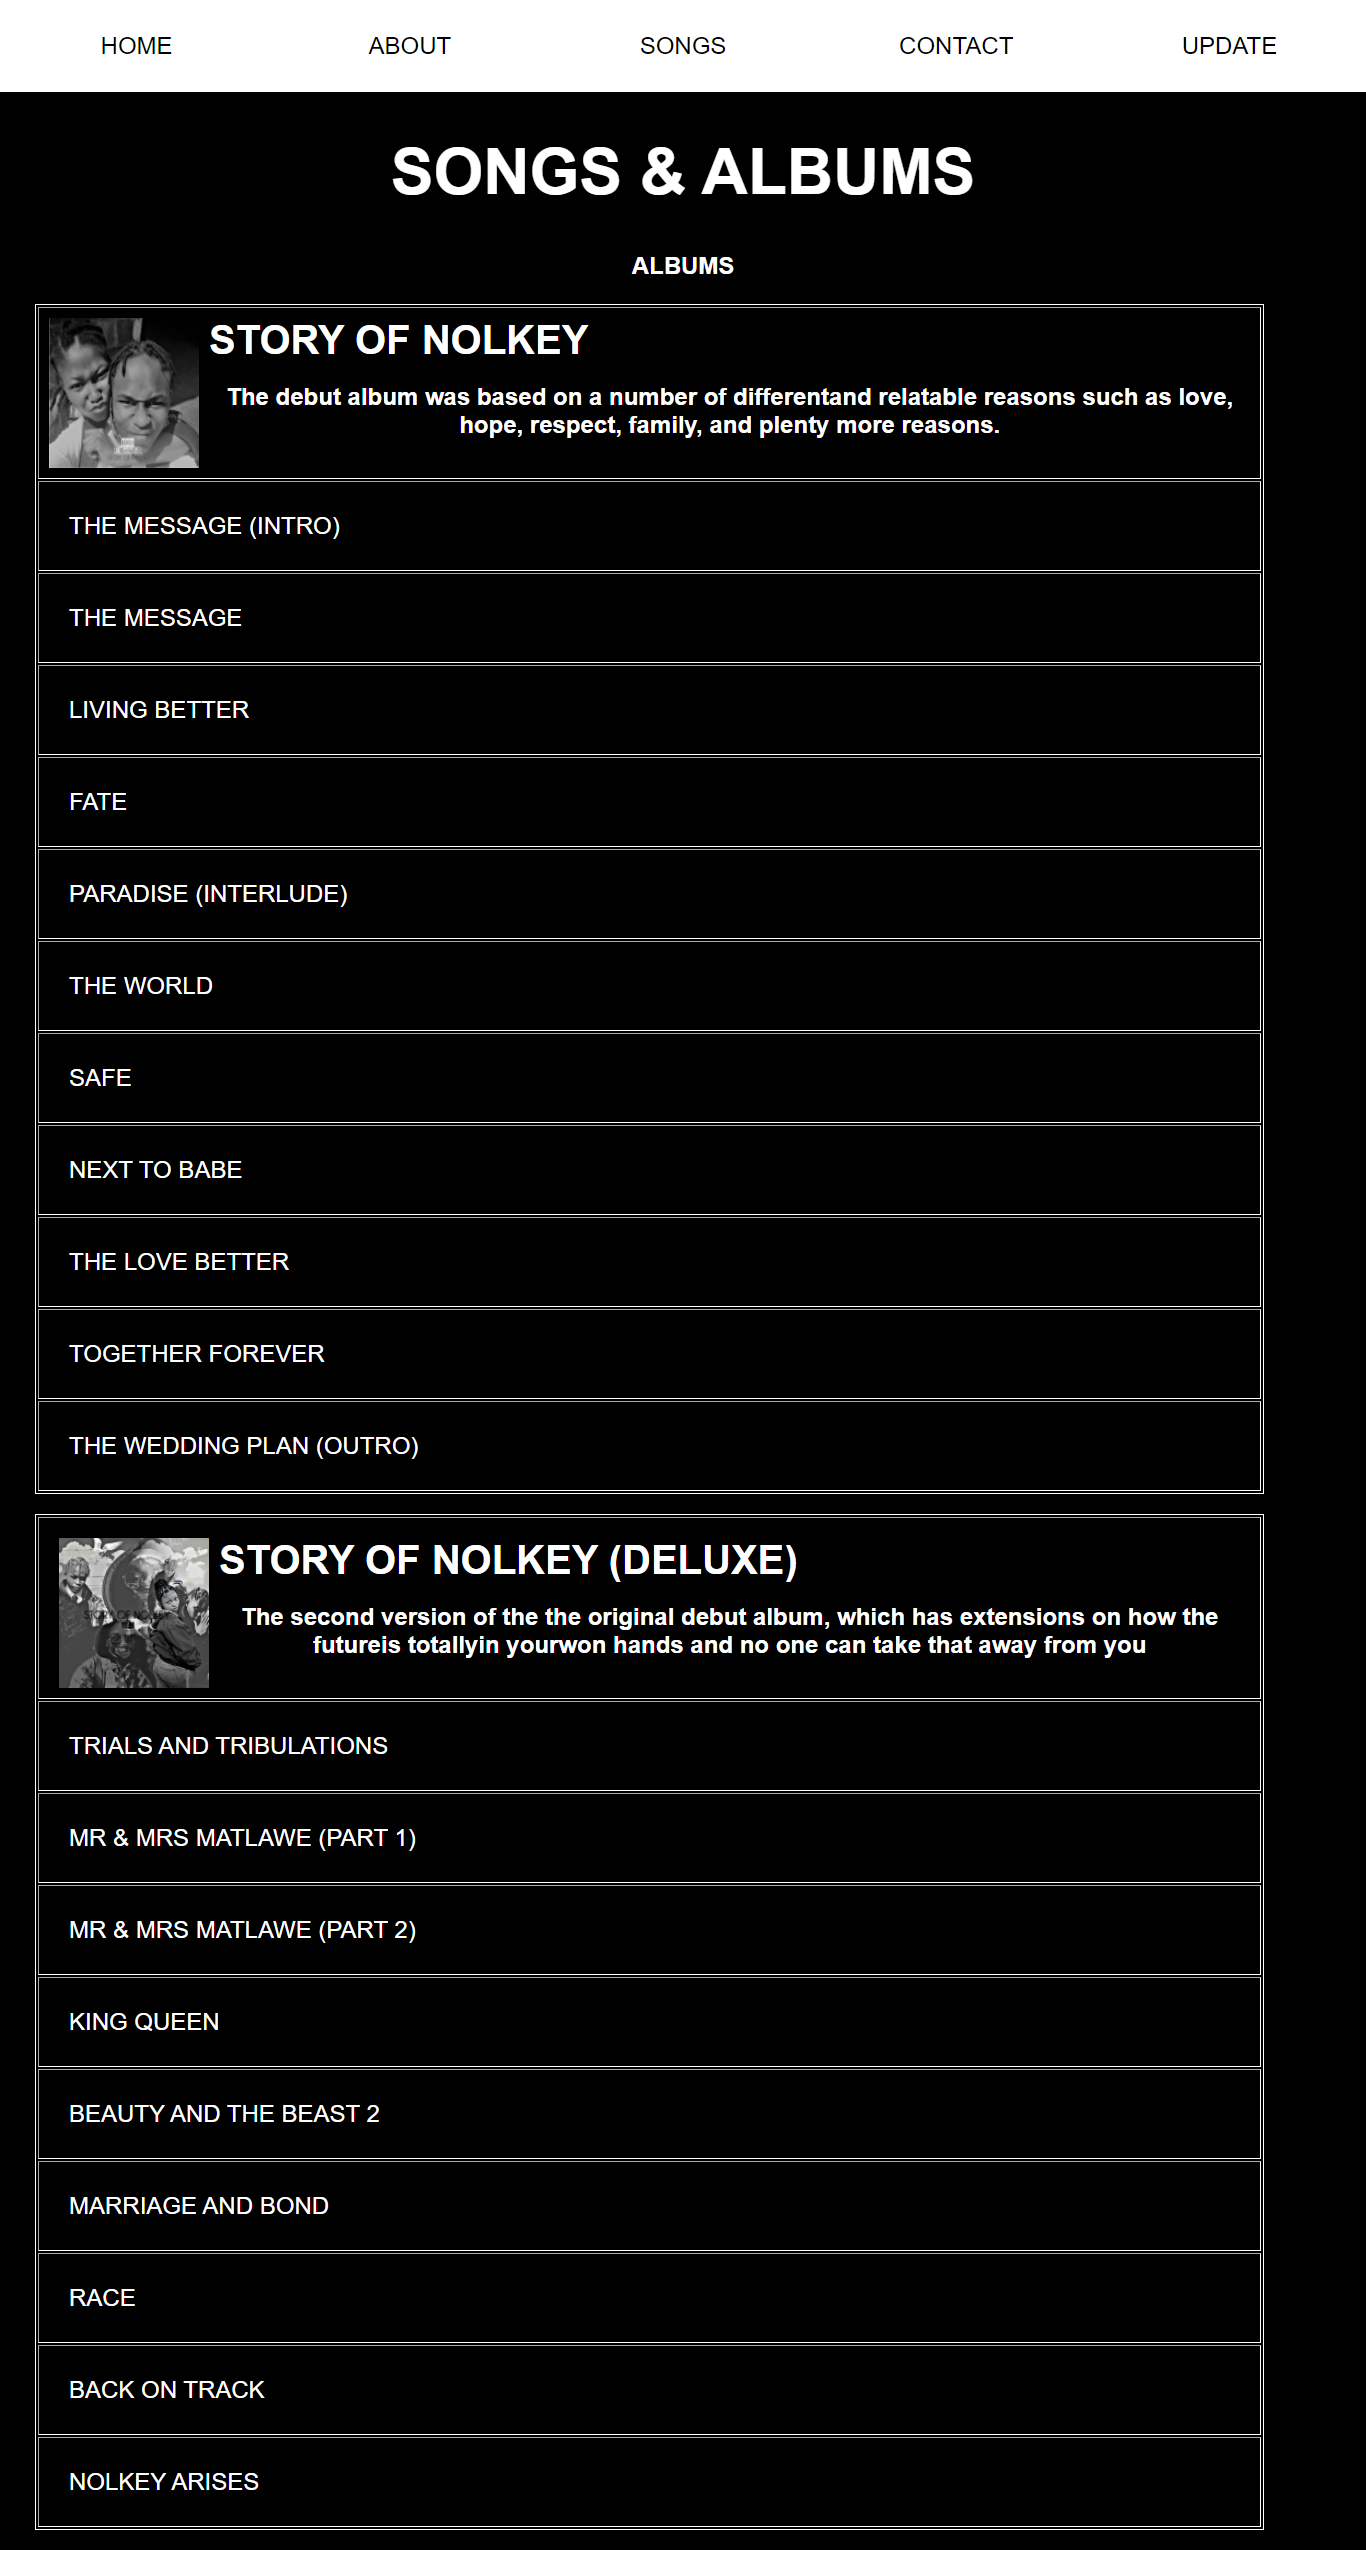 HOME ABOUT SONGS CONTACT UPDATE
SONGS & ALBUMS
ALBUMS
STORY OF NOLKEY
The debut album was based on a number of differentand relatable reasons such as love,
hope, respect, family, and plenty more reasons.
THE MESSAGE (INTRO)
THE MESSAGE
LIVING BETTER
FATE
PARADISE (INTERLUDE)
THE WORLD
SAFE
NEXT TO BABE
THE LOVE BETTER
TOGETHER FOREVER
THE WEDDING PLAN (OUTRO)
STORY OF NOLKEY (DELUXE)
The second version of the the original debut album, which has extensions on how the
futureis totallyin yourwon hands and no one can take that away from you
TRIALS AND TRIBULATIONS
MR & MRS MATLAWE (PART 1)
MR & MRS MATLAWE (PART 2)
KING QUEEN
BEAUTY AND THE BEAST 2
MARRIAGE AND BOND
RACE
BACK ON TRACK
NOLKEY ARISES